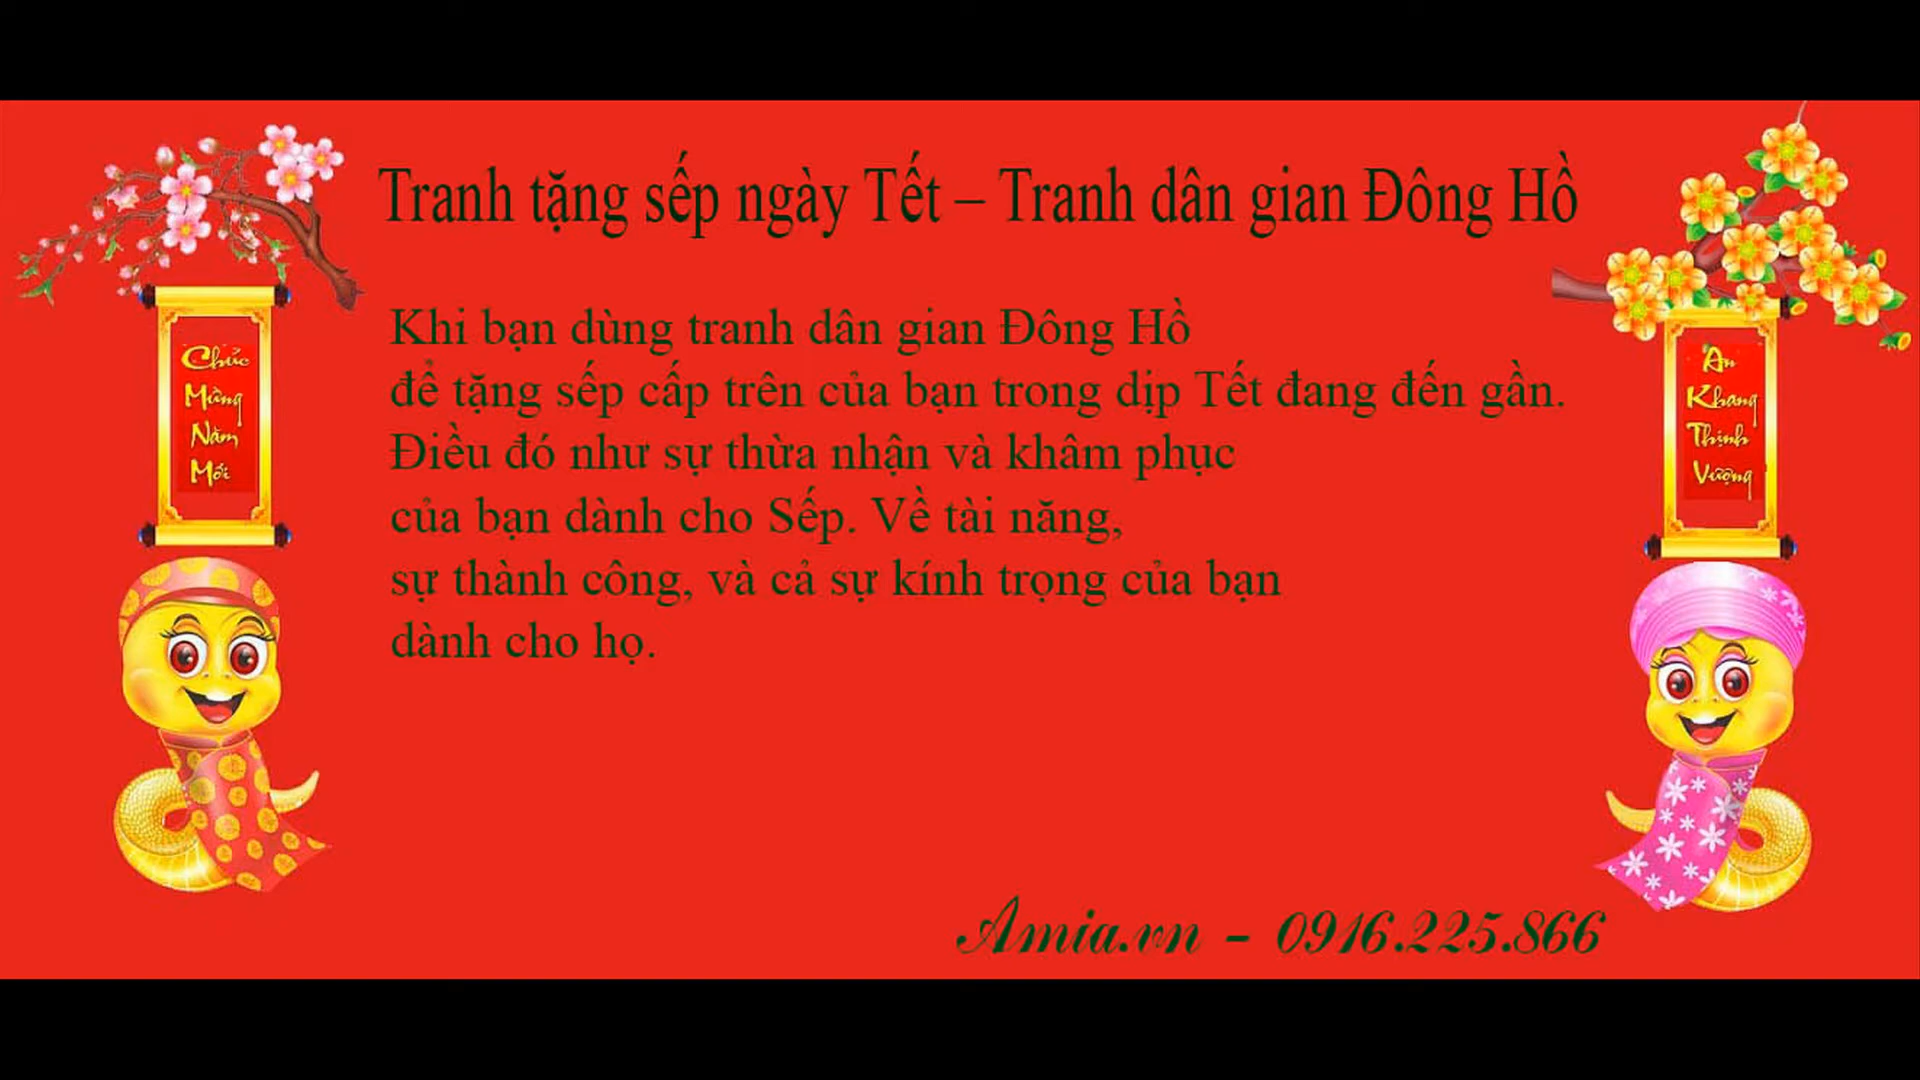 Tranh tặng sếp ngày Tết – Tranh dân gian Đông Hồ
Chúc
Mừng
Năm
Mới
Khi bạn dùng tranh dân gian Đông Hồ
để tặng sếp cấp trên của bạn trong dịp Tết đang đến gần.
Điều đó như sự thừa nhận và khâm phục
của bạn dành cho Sếp. Về tài năng,
sự thành công, và cả sự kính trọng của bạn
dành cho họ.
An
Khang
Thịnh
Vượng
Amia.vn - 0916.225.866